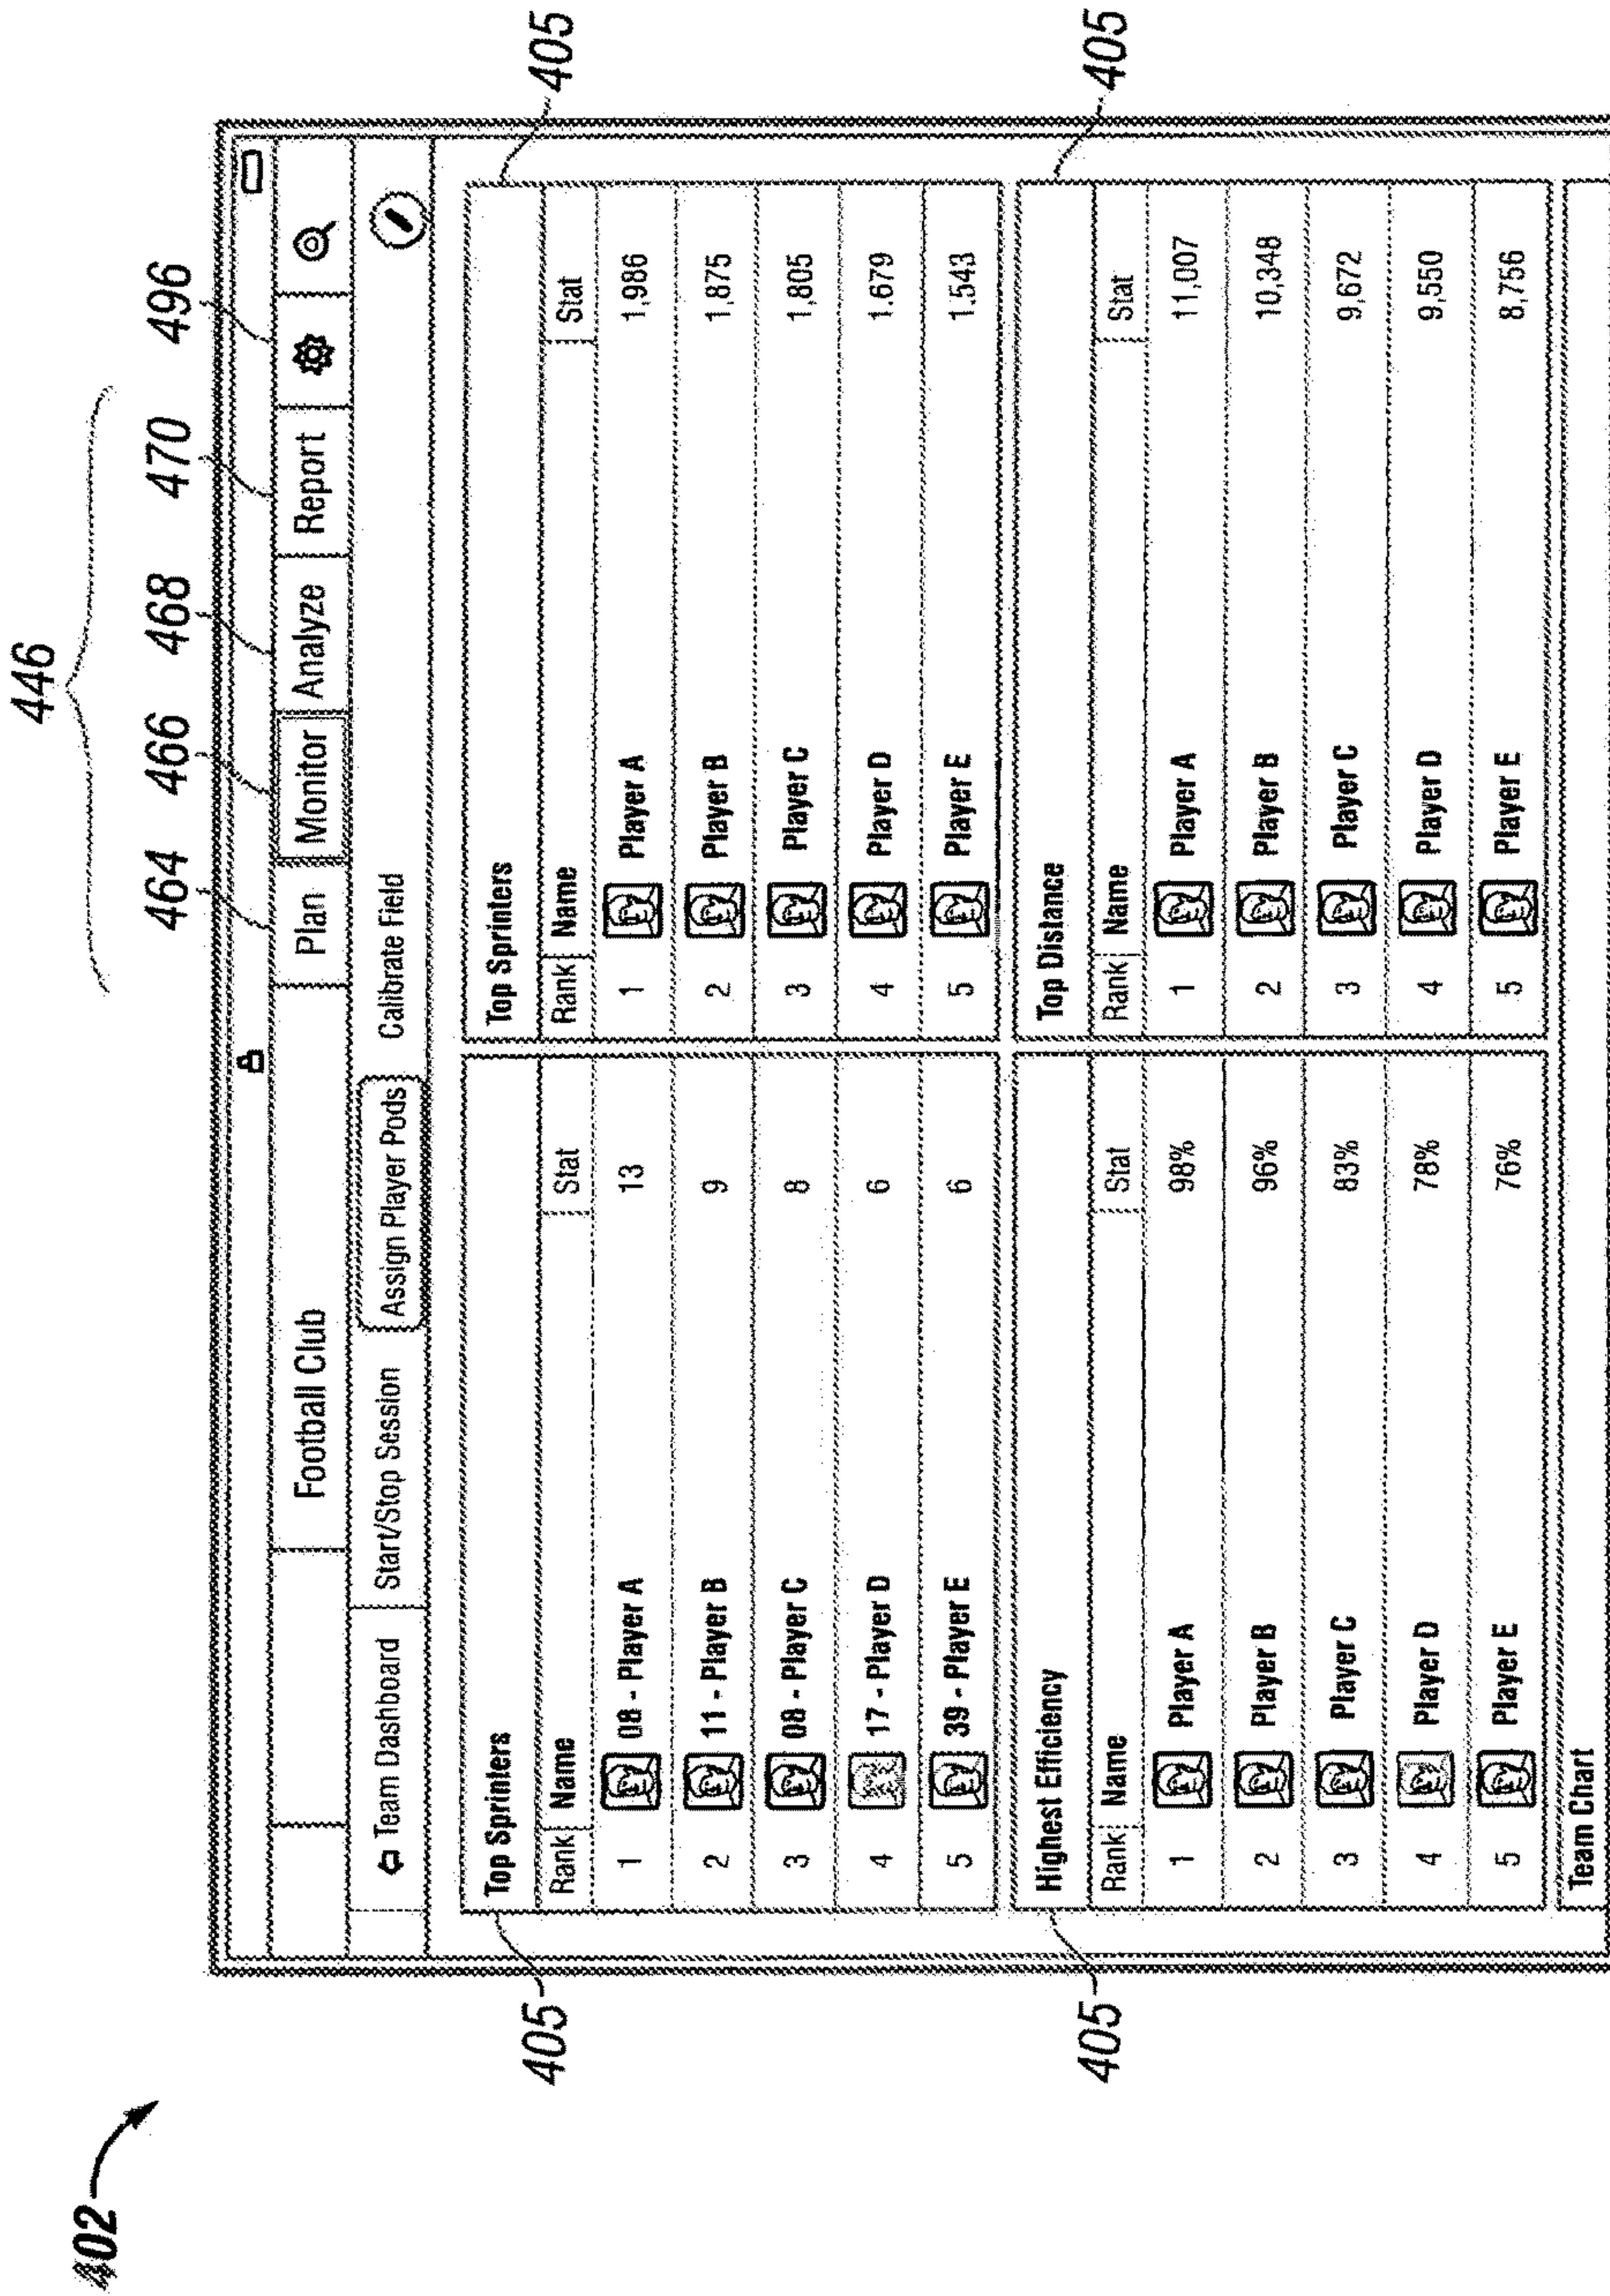 402
446
464 466 468 470 496
Football Club Plan Monitor Analyze Report
Team Dashboard Start/Stop Session Assign Player Pods Calibrate Field
405
Top Sprinters
Rank Name Stat
1 08 - Player A 13
2 11 - Player B 9
3 08 - Player C 8
4 17 - Player D 6
5 39 - Player E 6
405
Top Sprinters
Rank Name Stat
1 Player A 1,986
2 Player B 1,875
3 Player C 1,805
4 Player D 1.679
5 Player E 1.543
405
Highest Efficiency
Rank Name Stat
1 Player A 98%
2 Player B 96%
3 Player C 83%
4 Player D 78%
5 Player E 76%
405
Top Distance
Rank Name Stat
1 Player A 11,007
2 Player B 10,348
3 Player C 9,672
4 Player D 9,550
5 Player E 8,756
Team Chart